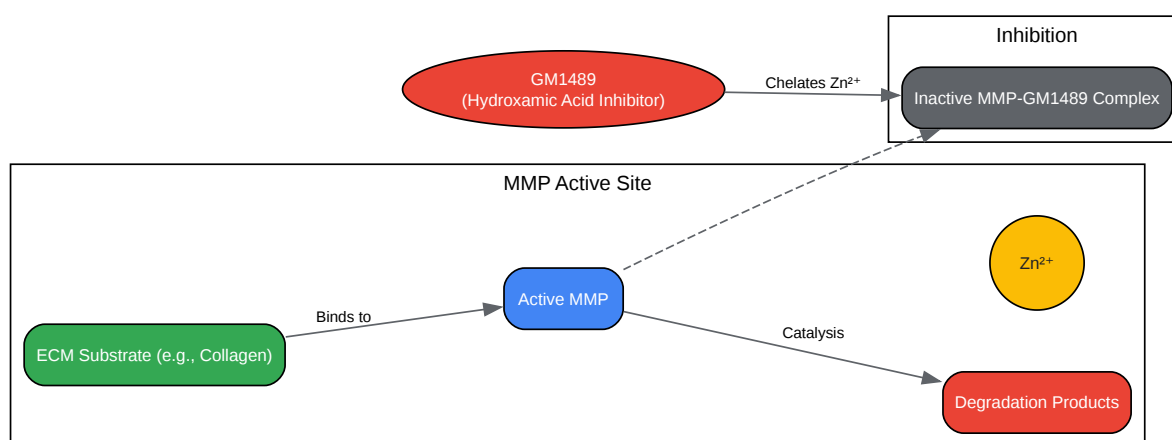 Inhibition
GM1489
(Hydroxamic Acid Inhibitor)
Chelates Zn²⁺
Inactive MMP-GM1489 Complex
MMP Active Site
Zn²⁺
Active MMP
Binds to
Catalysis
ECM Substrate (e.g., Collagen)
Degradation Products